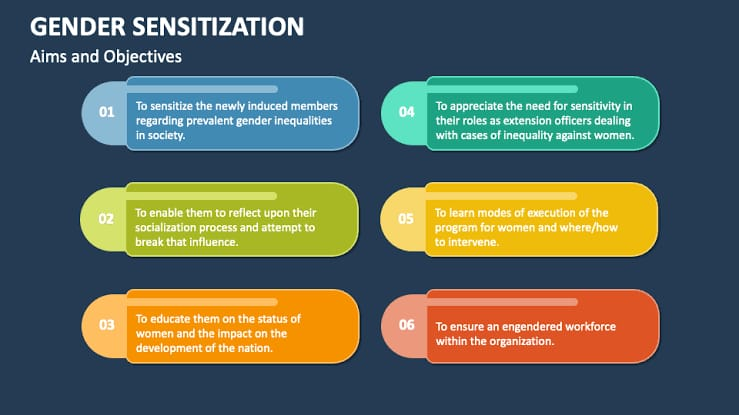 GENDER SENSITIZATION
Aims and Objectives
01
To sensitize the newly induced members
regarding prevalent gender inequalities
in society.
02
To enable them to reflect upon their
socialization process and attempt to
break that influence.
03
To educate them on the status of
women and the impact on the
development of the nation.
04
To appreciate the need for sensitivity in
their roles as extension officers dealing
with cases of inequality against women.
05
To learn modes of execution of the
program for women and where/how
to intervene.
06
To ensure an engendered workforce
within the organization.